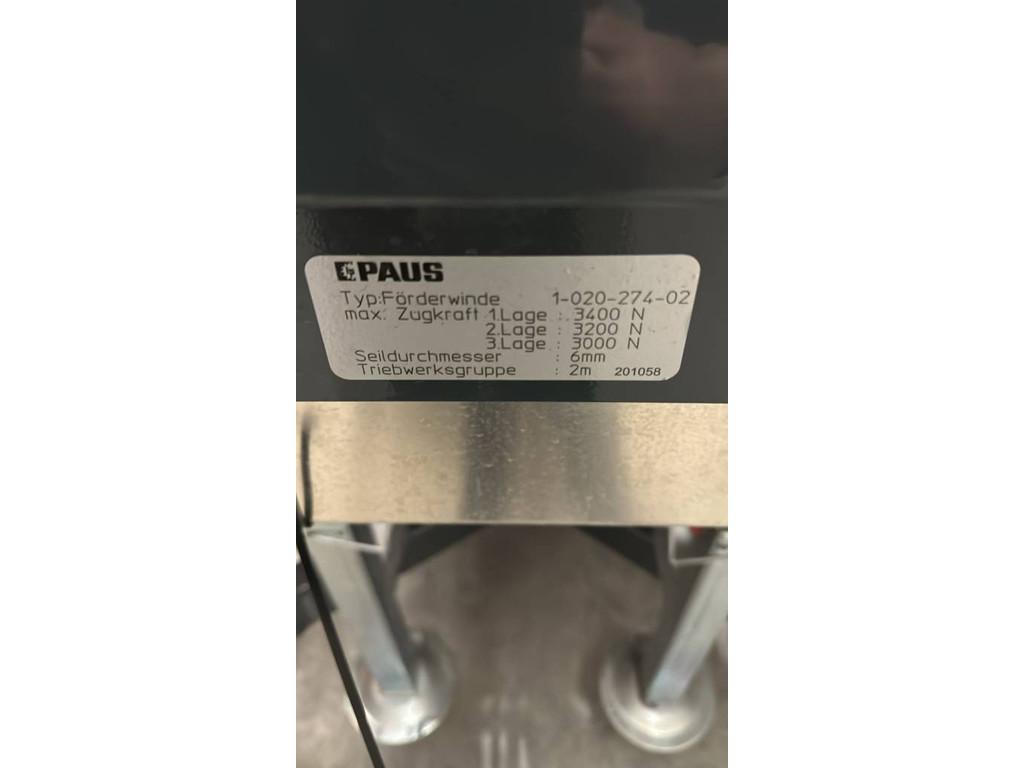 PAUS
Typ:Förderwinde 1-020-274-02
max. Zugkraft 1.Lage : 3400 N
2.Lage : 3200 N
3.Lage : 3000 N
Seildurchmesser : 6mm
Triebwerksgruppe : 2m 201058